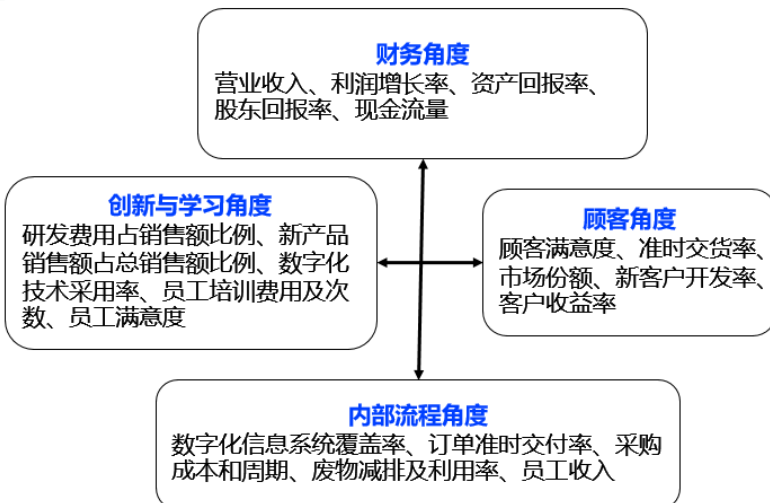 财务角度
营业收入、利润增长率、资产回报率、
股东回报率、现金流量
创新与学习角度
研发费用占销售额比例、新产品
销售额占总销售额比例、数字化
技术采用率、员工培训费用及次
数、员工满意度
顾客角度
顾客满意度、准时交货率、
市场份额、新客户开发率、
客户收益率
内部流程角度
数字化信息系统覆盖率、订单准时交付率、采购
成本和周期、废物减排及利用率、员工收入